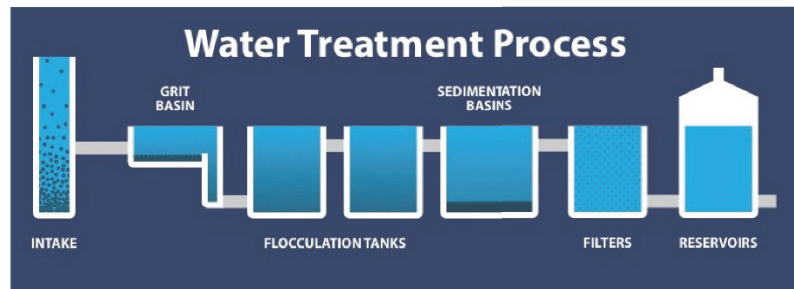 Water Treatment Process
GRIT
BASIN
SEDIMENTATION
BASINS
INTAKE
FLOCCULATION TANKS
FILTERS
RESERVOIRS